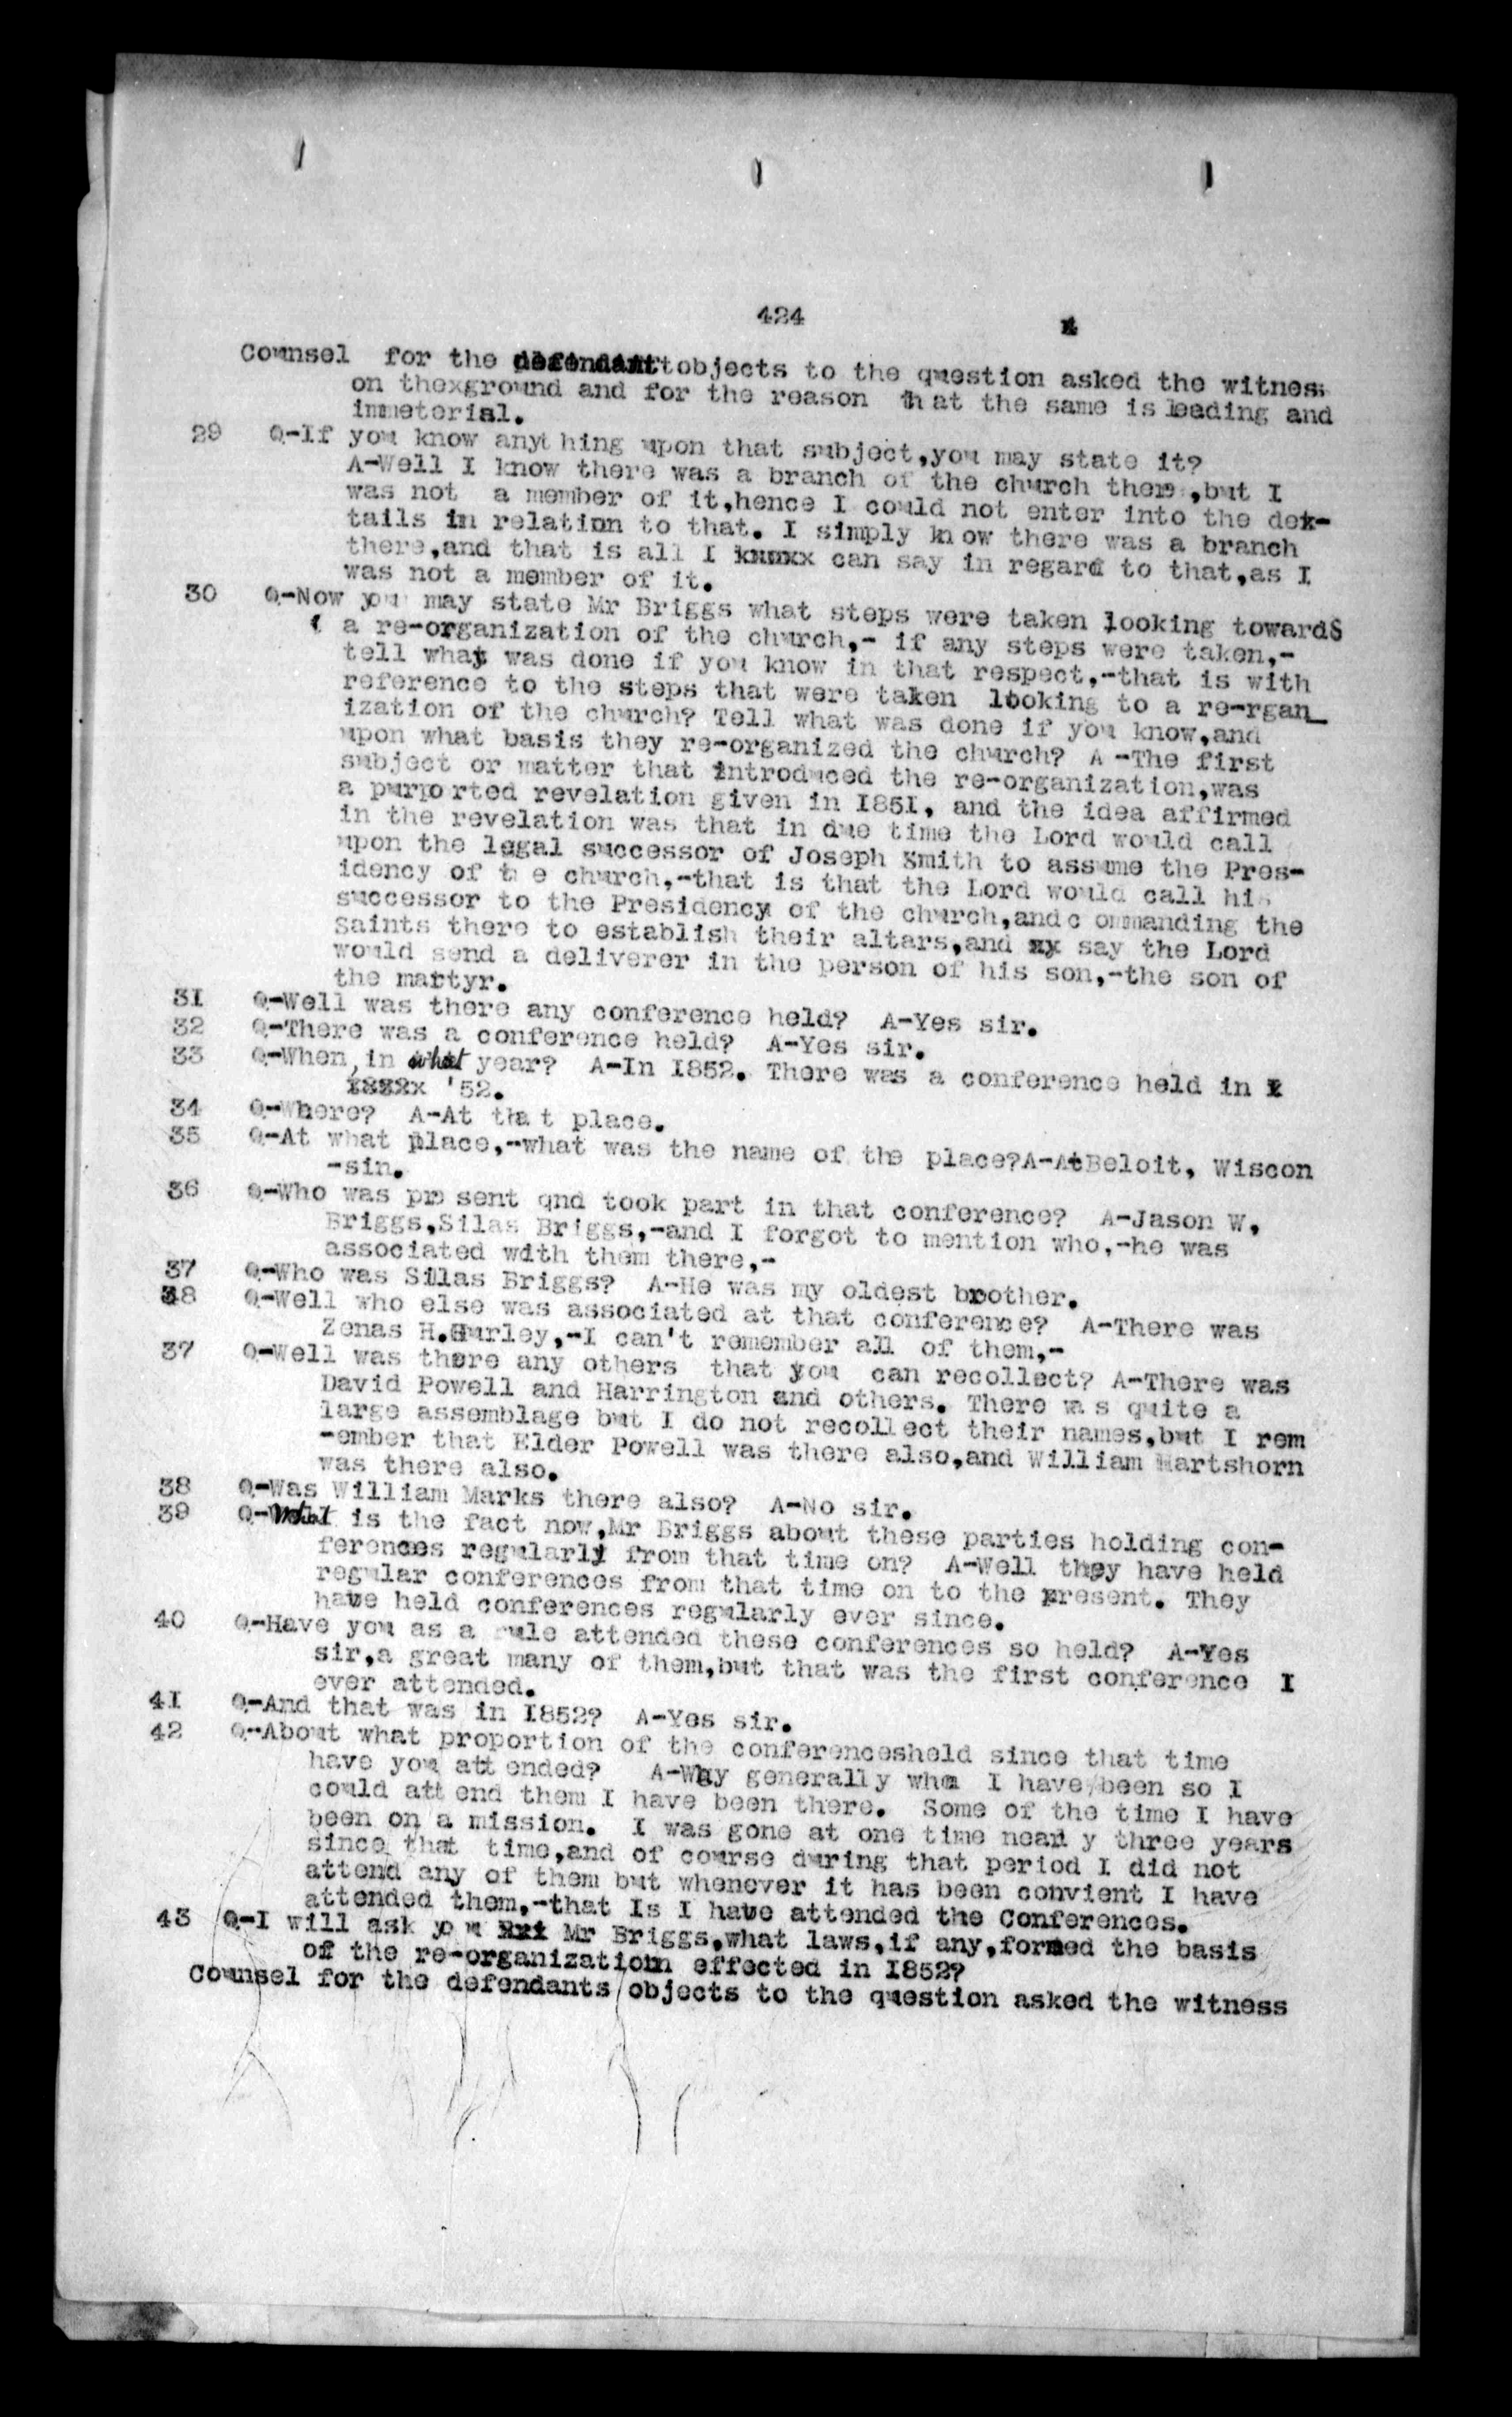 424
Counsel for the defendant objects to the question asked the witness
on thexground and for the reason that the same is leading and
immeterial.
29 Q-If you know anything upon that subject,you may state it?
A-Well I know there was a branch of the church there,but I
was not a member of it,hence I could not enter into the det-
tails in relation to that. I simply know there was a branch
there,and that is all I can say in regard to that,as I
was not a member of it.
30 Q-Now you may state Mr Briggs what steps were taken looking towardS
a re-organization of the church,- if any steps were taken,-
tell what was done if you know in that respect,-that is with
reference to the steps that were taken looking to a re-rgan_
ization of the church? Tell what was done if you know,and
upon what basis they re-organized the church? A -The first
subject or matter that introduced the re-organization,was
a purported revelation given in I85I, and the idea affirmed
in the revelation was that in due time the Lord would call
upon the legal successor of Joseph Smith to assume the Pres-
idency of the church,-that is that the Lord would call his
successor to the Presidency of the church,and commanding the
Saints there to establish their altars,and say the Lord
would send a deliverer in the person of his son,-the son of
the martyr.
31 Q-Well was there any conference held? A-Yes sir.
32 Q-There was a conference held? A-Yes sir.
33 Q-When, in what year? A-In I852. There was a conference held in
'52.
34 Q-Where? A-At that place.
35 Q-At what place,-what was the name of the place?A-AtBeloit, Wiscon
-sin.
36 Q-Who was present qnd took part in that conference? A-Jason W,
Briggs,Silas Briggs,-and I forgot to mention who,-he was
associated with them there,-
37 Q-Who was Silas Briggs? A-He was my oldest brother.
38 Q-Well who else was associated at that conference? A-There was
Zenas H.Gurley,-I can't remember all of them,-
37 Q-Well was there any others that you can recollect? A-There was
David Powell and Harrington and others. There was quite a
large assemblage but I do not recollect their names,but I rem
-ember that Elder Powell was there also,and William Hartshorn
was there also.
38 Q-Was William Marks there also? A-No sir.
39 Q-What is the fact now,Mr Briggs about these parties holding con-
ferences regularly from that time on? A-Well they have held
regular conferences from that time on to the present. They
have held conferences regularly ever since.
40 Q-Have you as a rule attended these conferences so held? A-Yes
sir,a great many of them,but that was the first conference I
ever attended.
41 Q-And that was in I852? A-Yes sir.
42 Q-About what proportion of the conferencesheld since that time
have you attended? A-Why generally when I have been so I
could attend them I have been there. Some of the time I have
been on a mission. I was gone at one time nearly three years
since that time,and of course during that period I did not
attend any of them but whenever it has been convient I have
attended them,-that Is I have attended the Conferences.
43 Q-I will ask you Mr Briggs,what laws,if any,formed the basis
of the re-organization effected in I852?
Counsel for the defendants objects to the question asked the witness